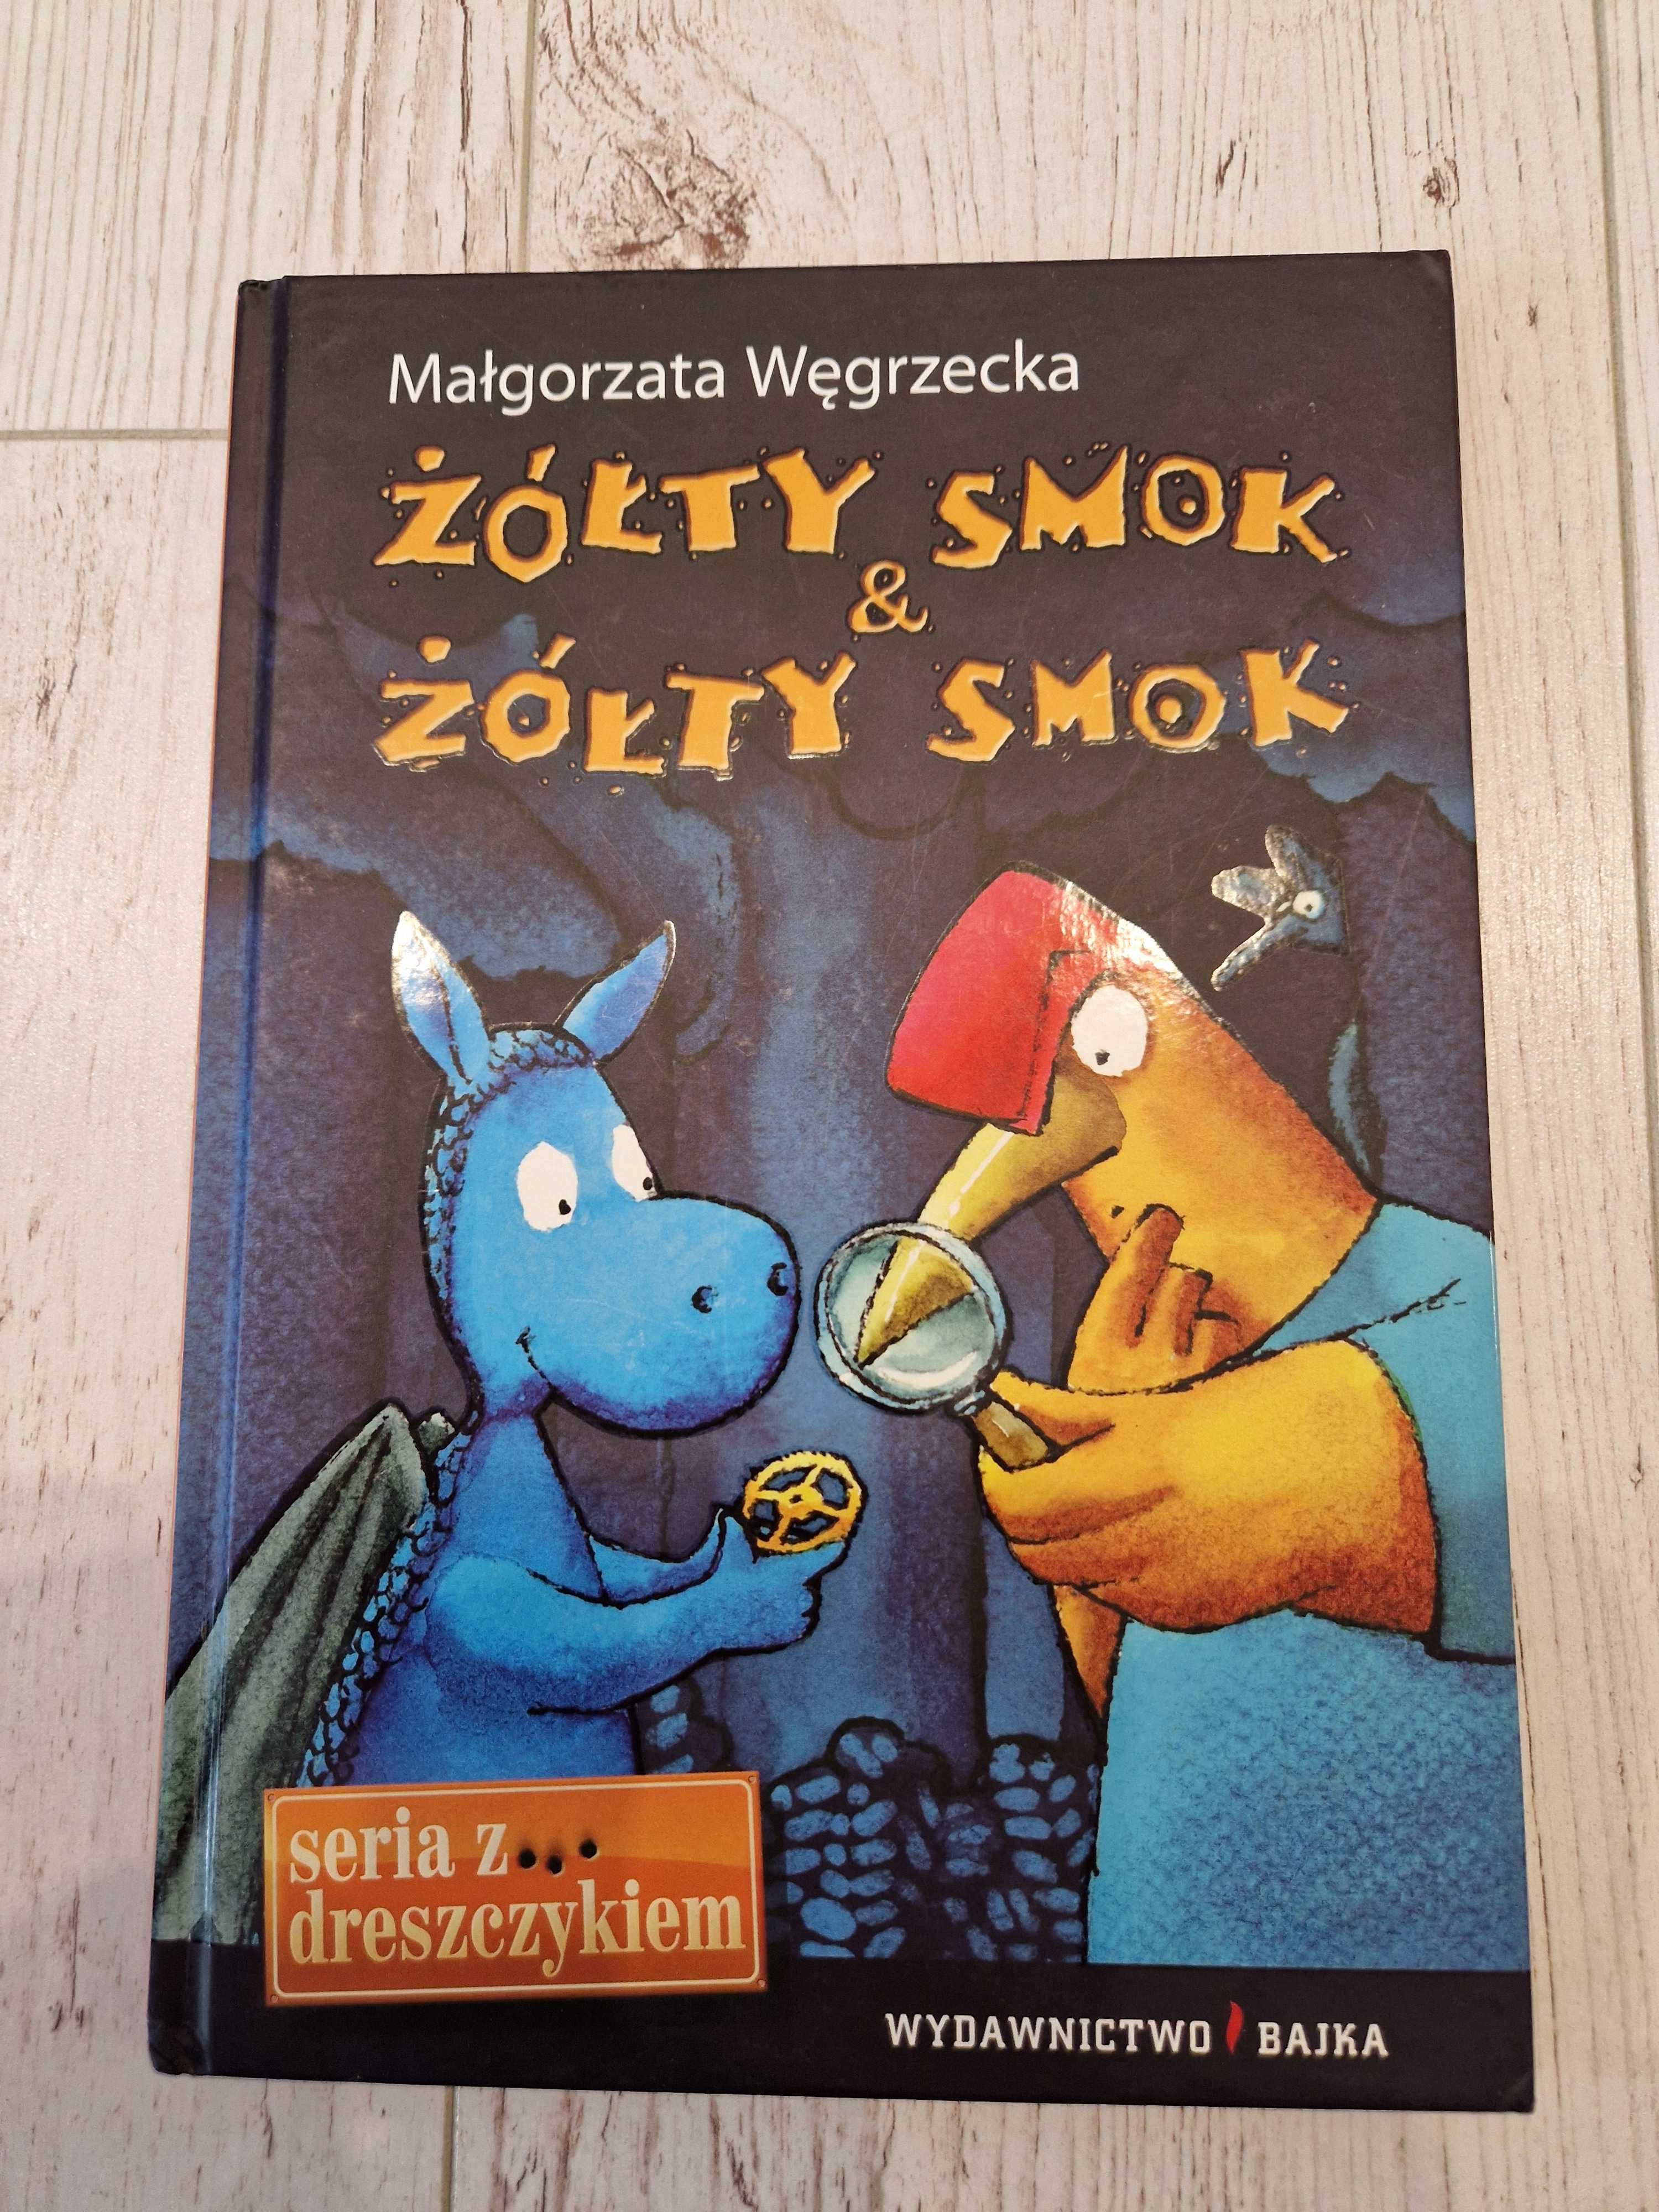 Małgorzata Węgrzecka
ŻÓŁTY SMOK
&
ŻÓŁTY SMOK
seria z...
dreszczykiem
WYDAWNICTWO BAJKA